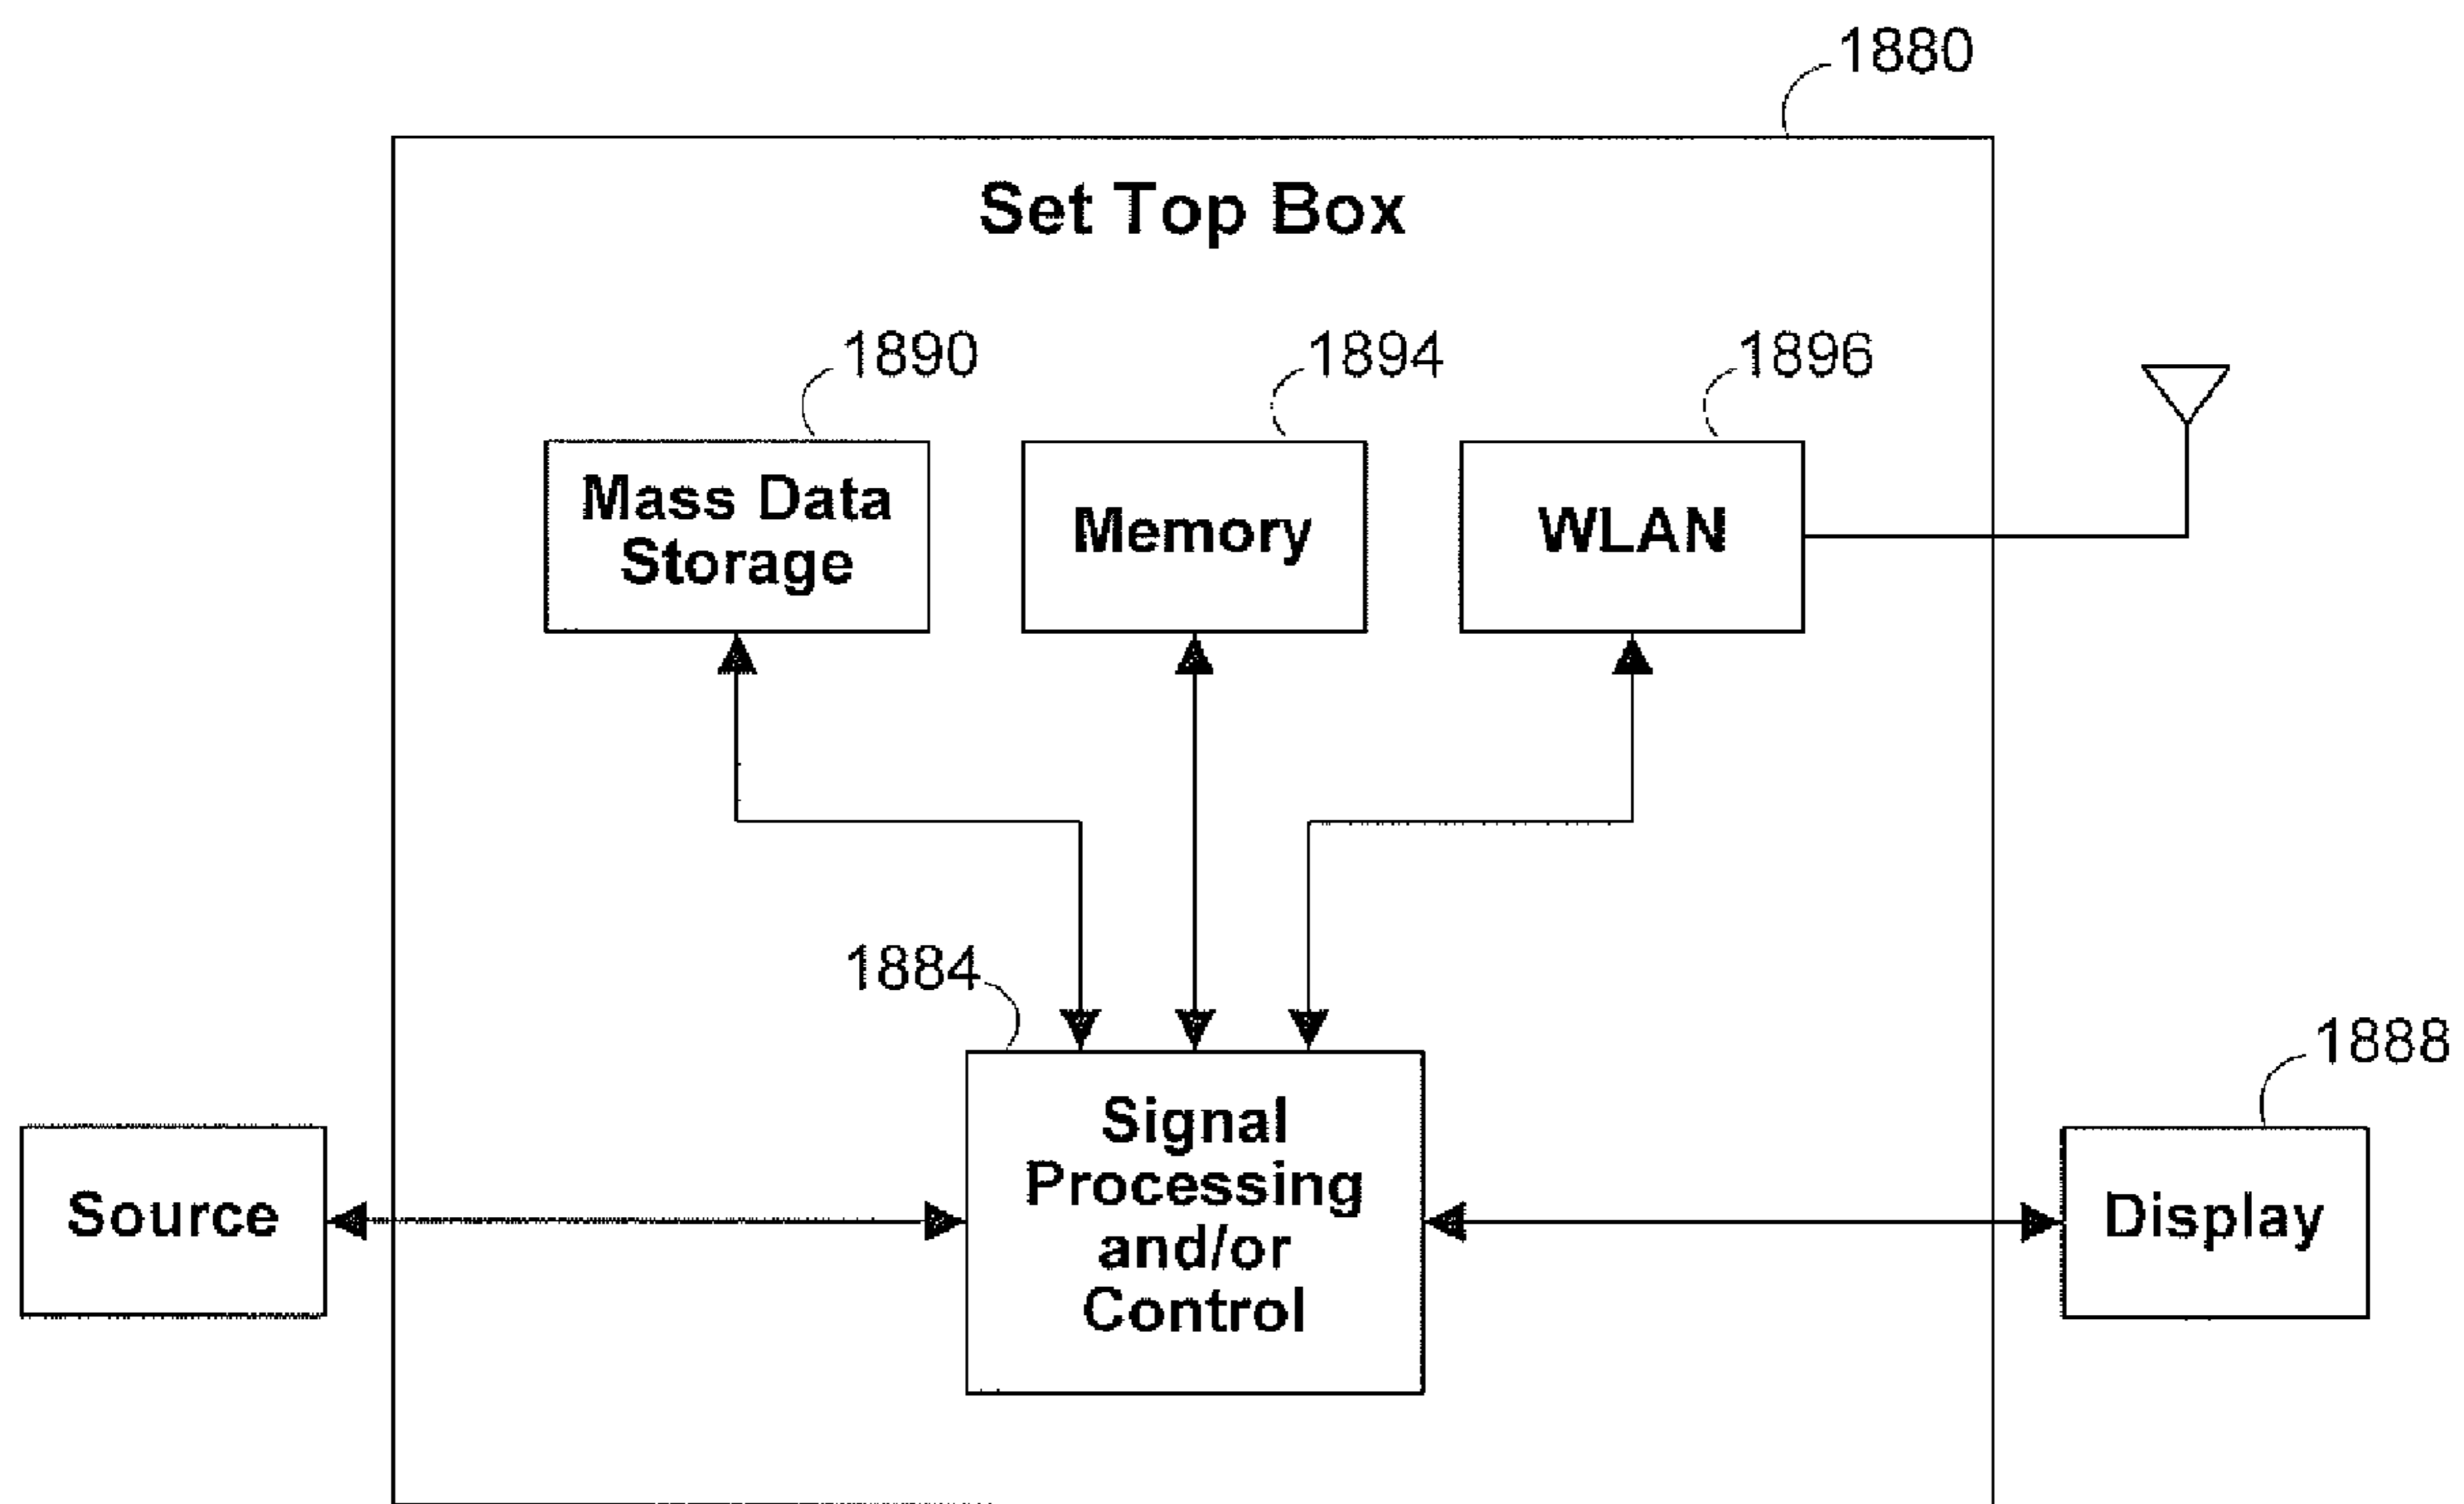 1880
Set Top Box
1890
1894
1896
Mass Data
Storage
Memory
WLAN
1884
1888
Source
Signal
Processing
and/or
Control
Display